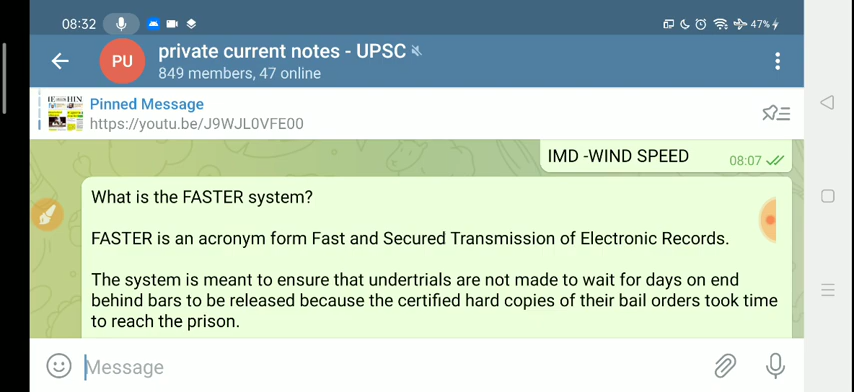 08:32
47%
PU
private current notes - UPSC
849 members, 47 online
Pinned Message
https://youtu.be/J9WJL0VFE00
IMD -WIND SPEED 08:07
What is the FASTER system?
FASTER is an acronym form Fast and Secured Transmission of Electronic Records.
The system is meant to ensure that undertrials are not made to wait for days on end
behind bars to be released because the certified hard copies of their bail orders took time
to reach the prison.
Message